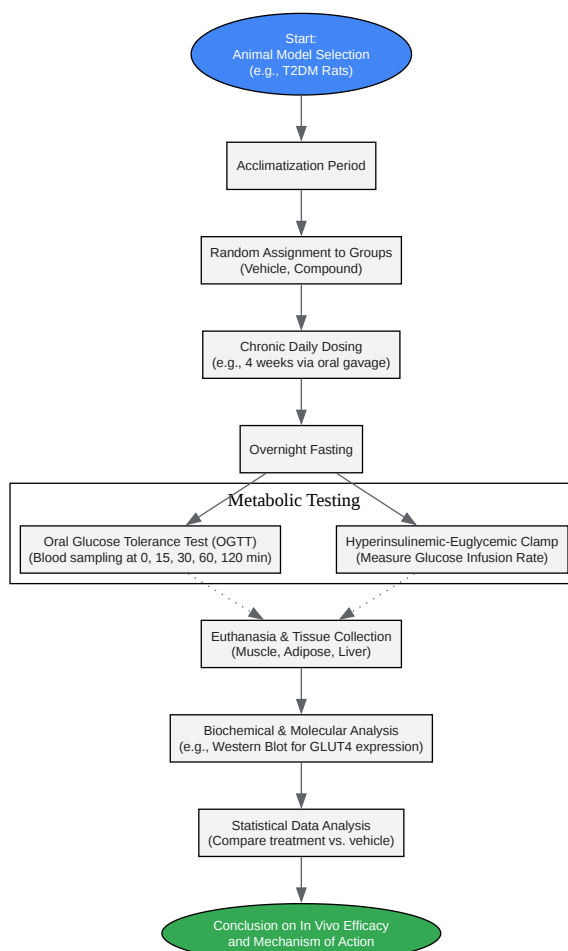 Start:
Animal Model Selection
(e.g., T2DM Rats)
Acclimatization Period
Random Assignment to Groups
(Vehicle, Compound)
Chronic Daily Dosing
(e.g., 4 weeks via oral gavage)
Overnight Fasting
Metabolic Testing
Oral Glucose Tolerance Test (OGTT)
(Blood sampling at 0, 15, 30, 60, 120 min)
Hyperinsulinemic-Euglycemic Clamp
(Measure Glucose Infusion Rate)
Euthanasia & Tissue Collection
(Muscle, Adipose, Liver)
Biochemical & Molecular Analysis
(e.g., Western Blot for GLUT4 expression)
Statistical Data Analysis
(Compare treatment vs. vehicle)
Conclusion on In Vivo Efficacy
and Mechanism of Action